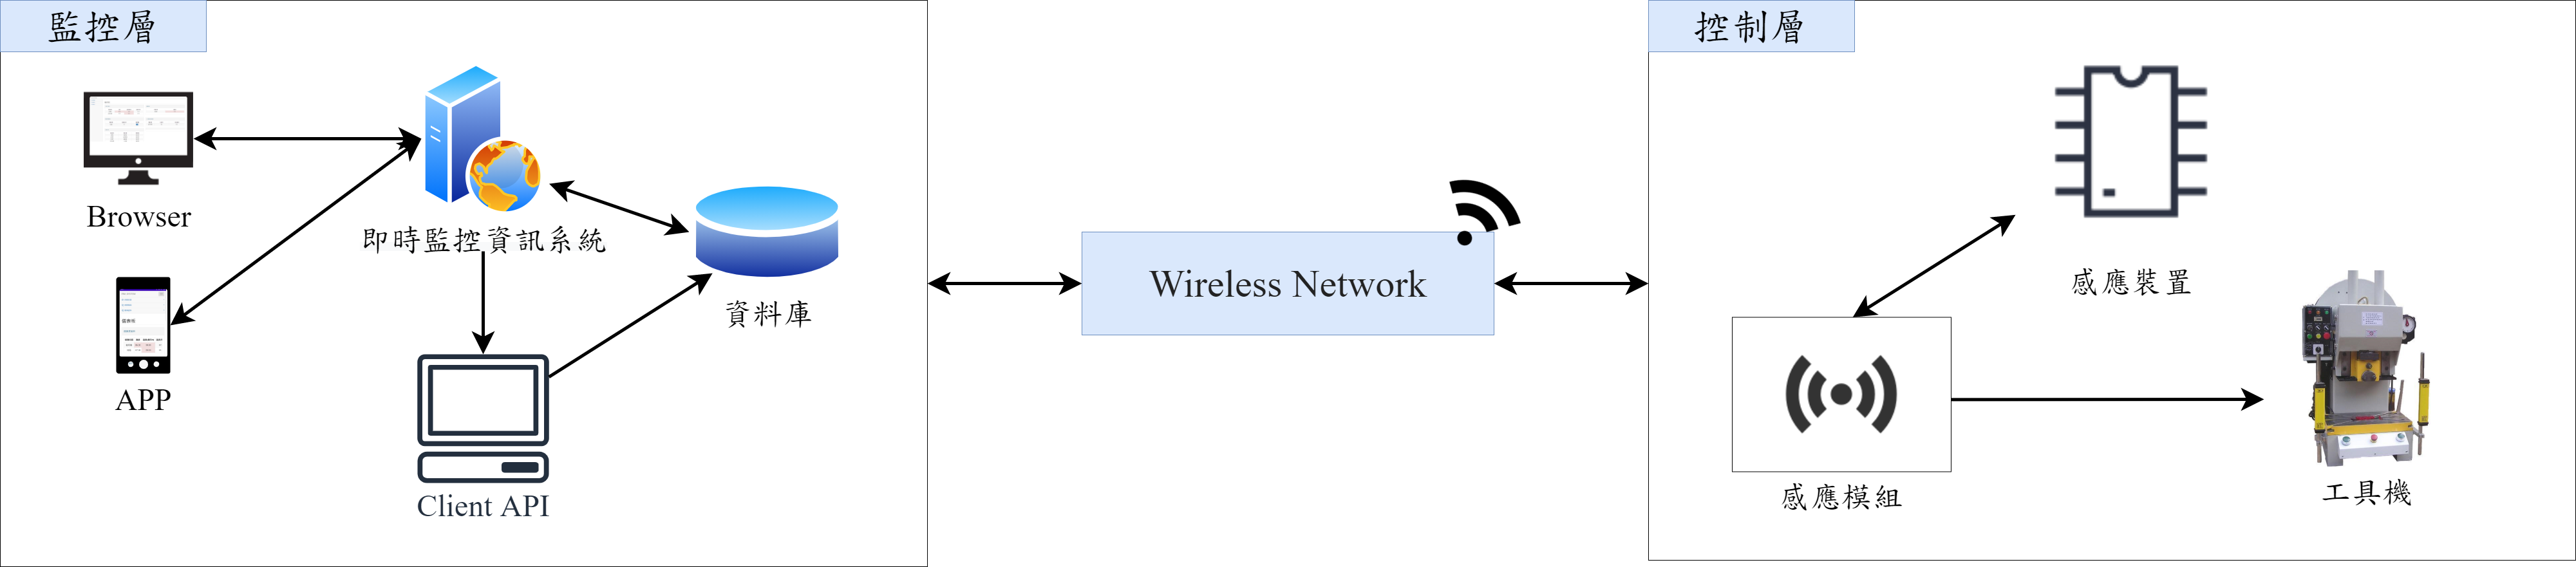 監控層
Browser
APP
即時監控資訊系統
資料庫
Client API
Wireless Network
控制層
感應裝置
感應模組
工具機